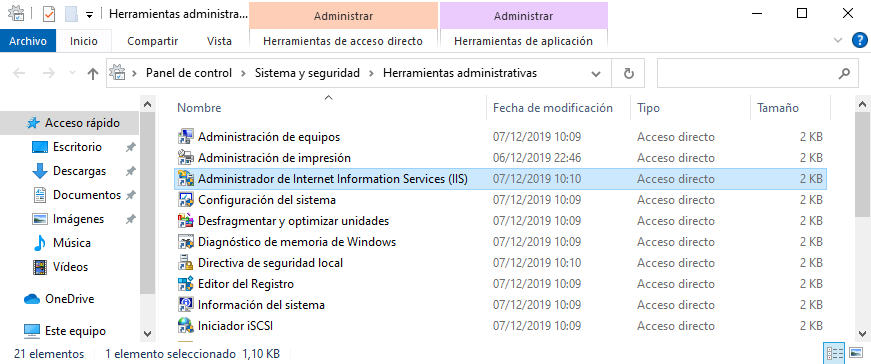 Herramientas administra...
Administrar
Administrar
Archivo
Inicio
Compartir
Vista
Herramientas de acceso directo
Herramientas de aplicación
Panel de control > Sistema y seguridad > Herramientas administrativas
Nombre Fecha de modificación Tipo Tamaño
Acceso rápido
Escritorio
Descargas
Documentos
Imágenes
Música
Vídeos
OneDrive
Este equipo
Administración de equipos 07/12/2019 10:09 Acceso directo 2 KB
Administración de impresión 06/12/2019 22:46 Acceso directo 2 KB
Administrador de Internet Information Services (IIS) 07/12/2019 10:10 Acceso directo 2 KB
Configuración del sistema 07/12/2019 10:09 Acceso directo 2 KB
Desfragmentar y optimizar unidades 07/12/2019 10:09 Acceso directo 2 KB
Diagnóstico de memoria de Windows 07/12/2019 10:09 Acceso directo 2 KB
Directiva de seguridad local 07/12/2019 10:10 Acceso directo 2 KB
Editor del Registro 07/12/2019 10:09 Acceso directo 2 KB
Información del sistema 07/12/2019 10:09 Acceso directo 2 KB
Iniciador iSCSI 07/12/2019 10:09 Acceso directo 2 KB
21 elementos 1 elemento seleccionado 1,10 KB